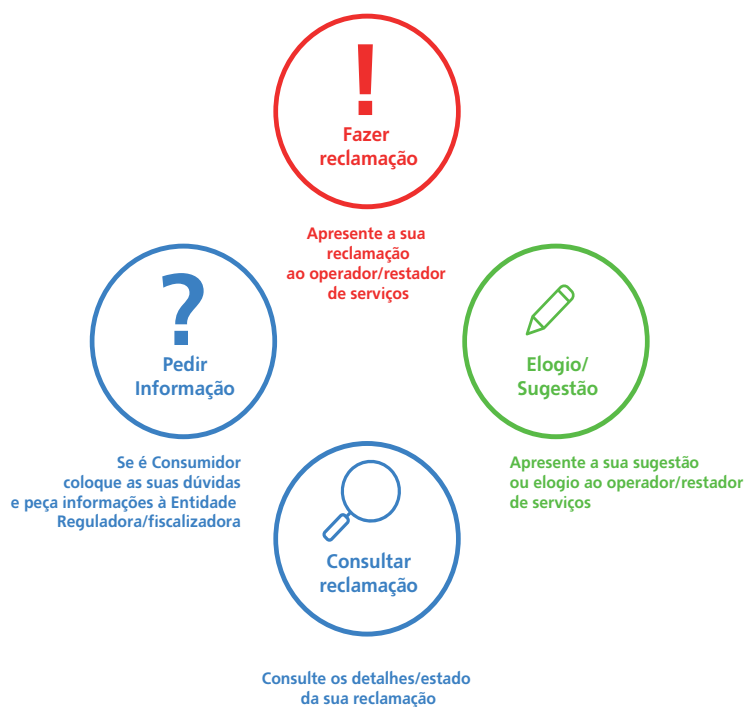 !
Fazer
reclamação
Apresente a sua
reclamação
ao operador/restador
de serviços
?
Pedir
Informação
Se é Consumidor
coloque as suas dúvidas
e peça informações à Entidade
Reguladora/fiscalizadora
Elogio/
Sugestão
Apresente a sua sugestão
ou elogio ao operador/restador
de serviços
Consultar
reclamação
Consulte os detalhes/estado
da sua reclamação